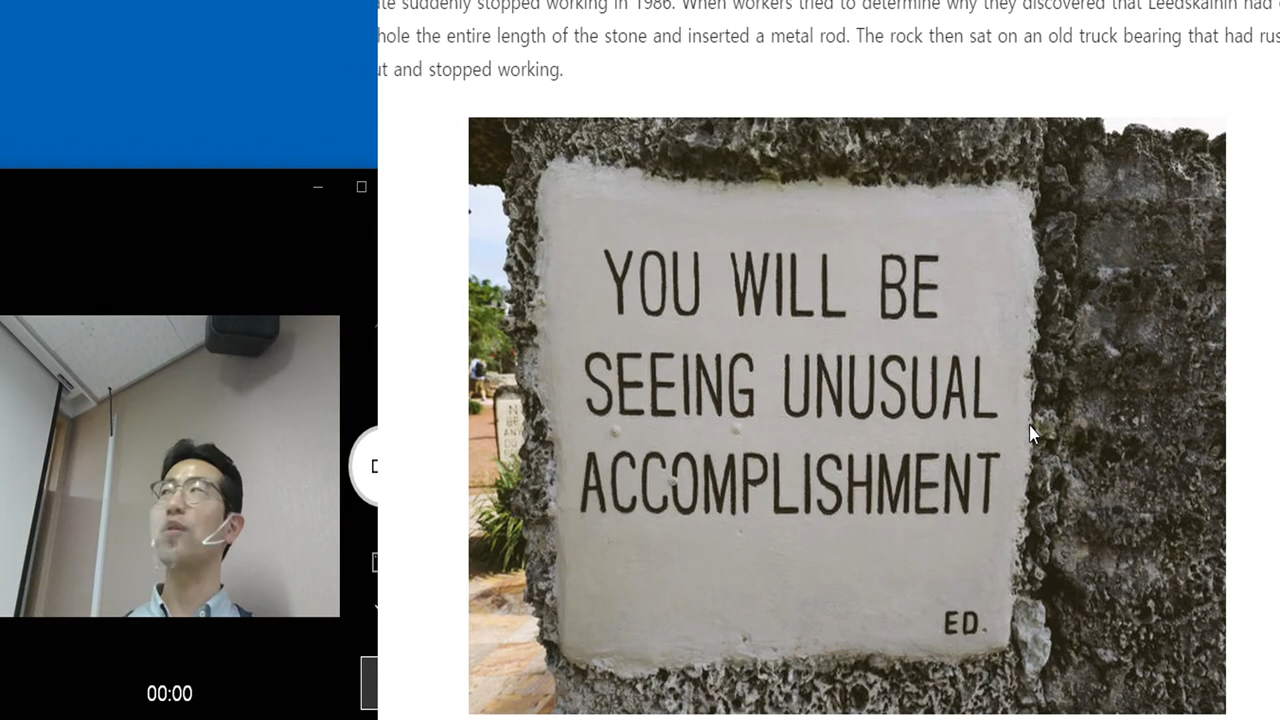 suddenly stopped working in 1986. When workers tried to determine why they discovered that Leedskalnin had
hole the entire length of the stone and inserted a metal rod. The rock then sat on an old truck bearing that had
and stopped working.
YOU WILL BE
SEEING UNUSUAL
ACCOMPLISHMENT
ED.
00:00